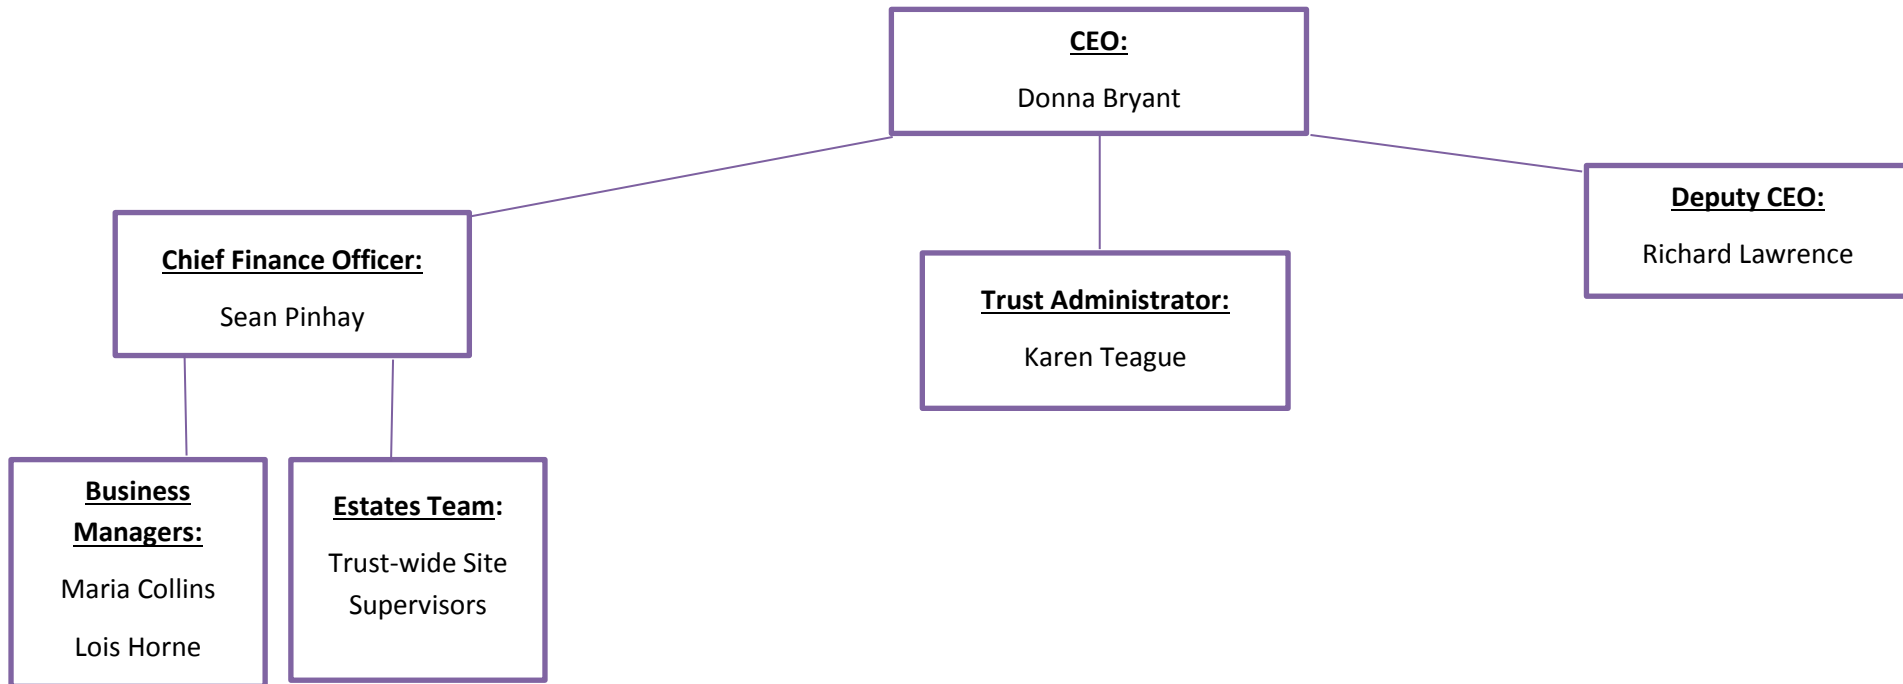 CEO:
Donna Bryant
Deputy CEO:
Richard Lawrence
Chief Finance Officer:
Sean Pinhay
Trust Administrator:
Karen Teague
Business
Managers:
Maria Collins
Lois Horne
Estates Team:
Trust-wide Site
Supervisors